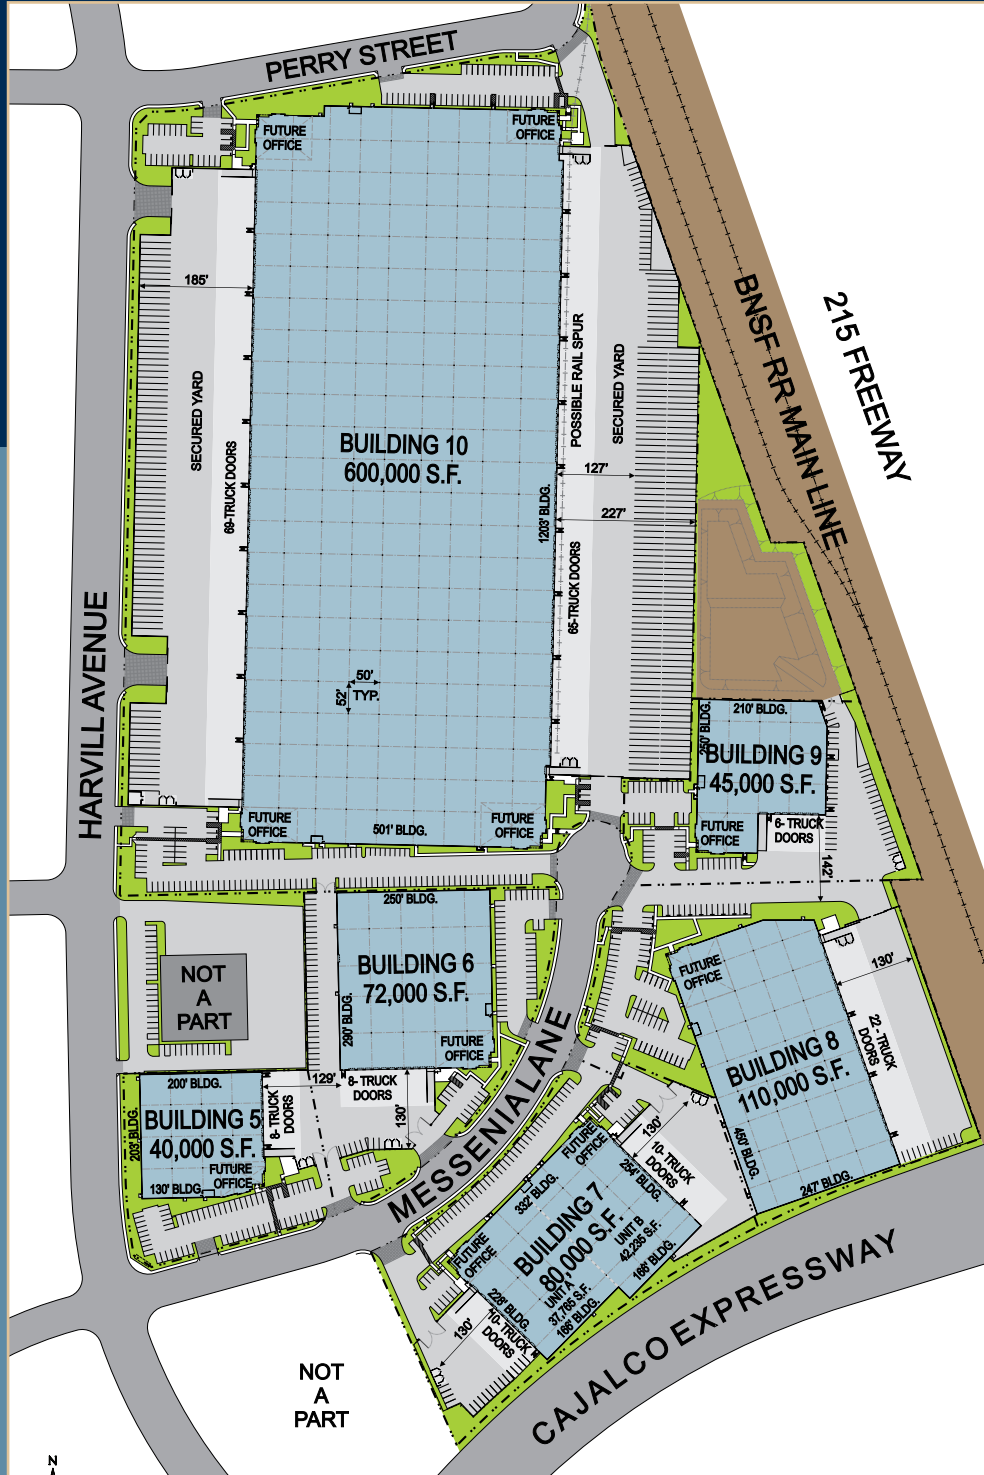 PERRY STREET
FUTURE
OFFICE
FUTURE
OFFICE
185'
SECURED YARD
69-TRUCK DOORS
BUILDING 10
600,000 S.F.
1203' BLDG.
POSSIBLE RAIL SPUR
SECURED YARD
127'
227'
65-TRUCK DOORS
50'
TYP.
52'
FUTURE
OFFICE
501' BLDG.
FUTURE
OFFICE
HARVILL AVENUE
BNSF RR MAIN LINE
215 FREEWAY
210' BLDG.
250' BLDG.
BUILDING 9
45,000 S.F.
FUTURE
OFFICE
6- TRUCK
DOORS
142'
250' BLDG.
BUILDING 6
72,000 S.F.
290' BLDG.
FUTURE
OFFICE
NOT
A
PART
129'
8- TRUCK
DOORS
130'
200' BLDG.
203' BLDG.
BUILDING 5
40,000 S.F.
FUTURE
OFFICE
130' BLDG.
8- TRUCK
DOORS
MESSENIA LANE
FUTURE
OFFICE
130'
22 - TRUCK
DOORS
BUILDING 8
110,000 S.F.
450' BLDG.
247' BLDG.
130'
10- TRUCK
DOORS
FUTURE
OFFICE
254' BLDG.
332' BLDG.
BUILDING 7
80,000 S.F.
UNIT B
42,235 S.F.
166' BLDG.
UNIT A
37,765 S.F.
166' BLDG.
FUTURE
OFFICE
228' BLDG.
10- TRUCK
DOORS
130'
CAJALCO EXPRESSWAY
NOT
A
PART
N